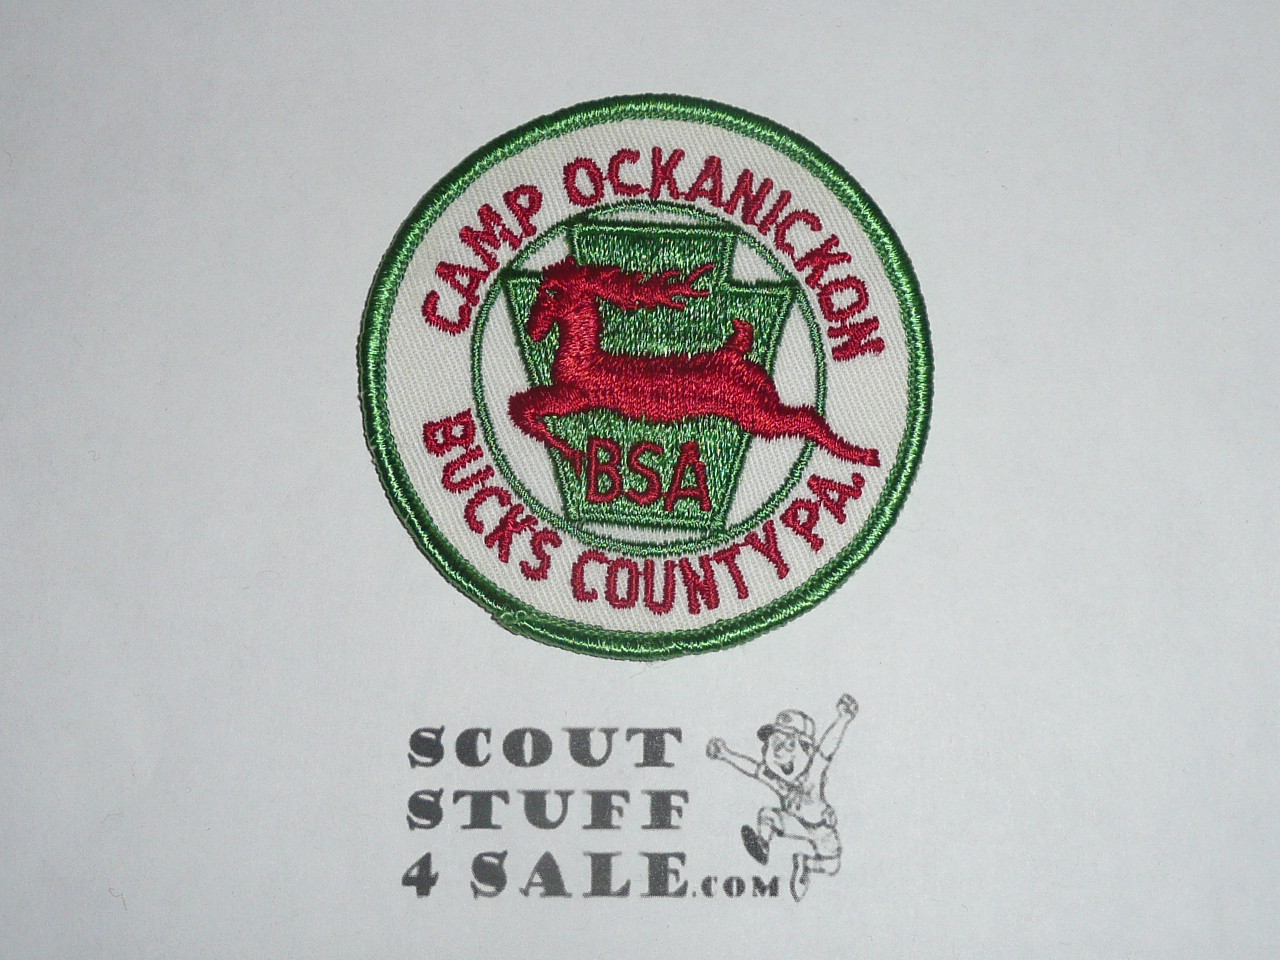 CAMP OCKANICKON
BSA
BUCKS COUNTY PA.
SCOUT
STUFF
4 SALE.COM